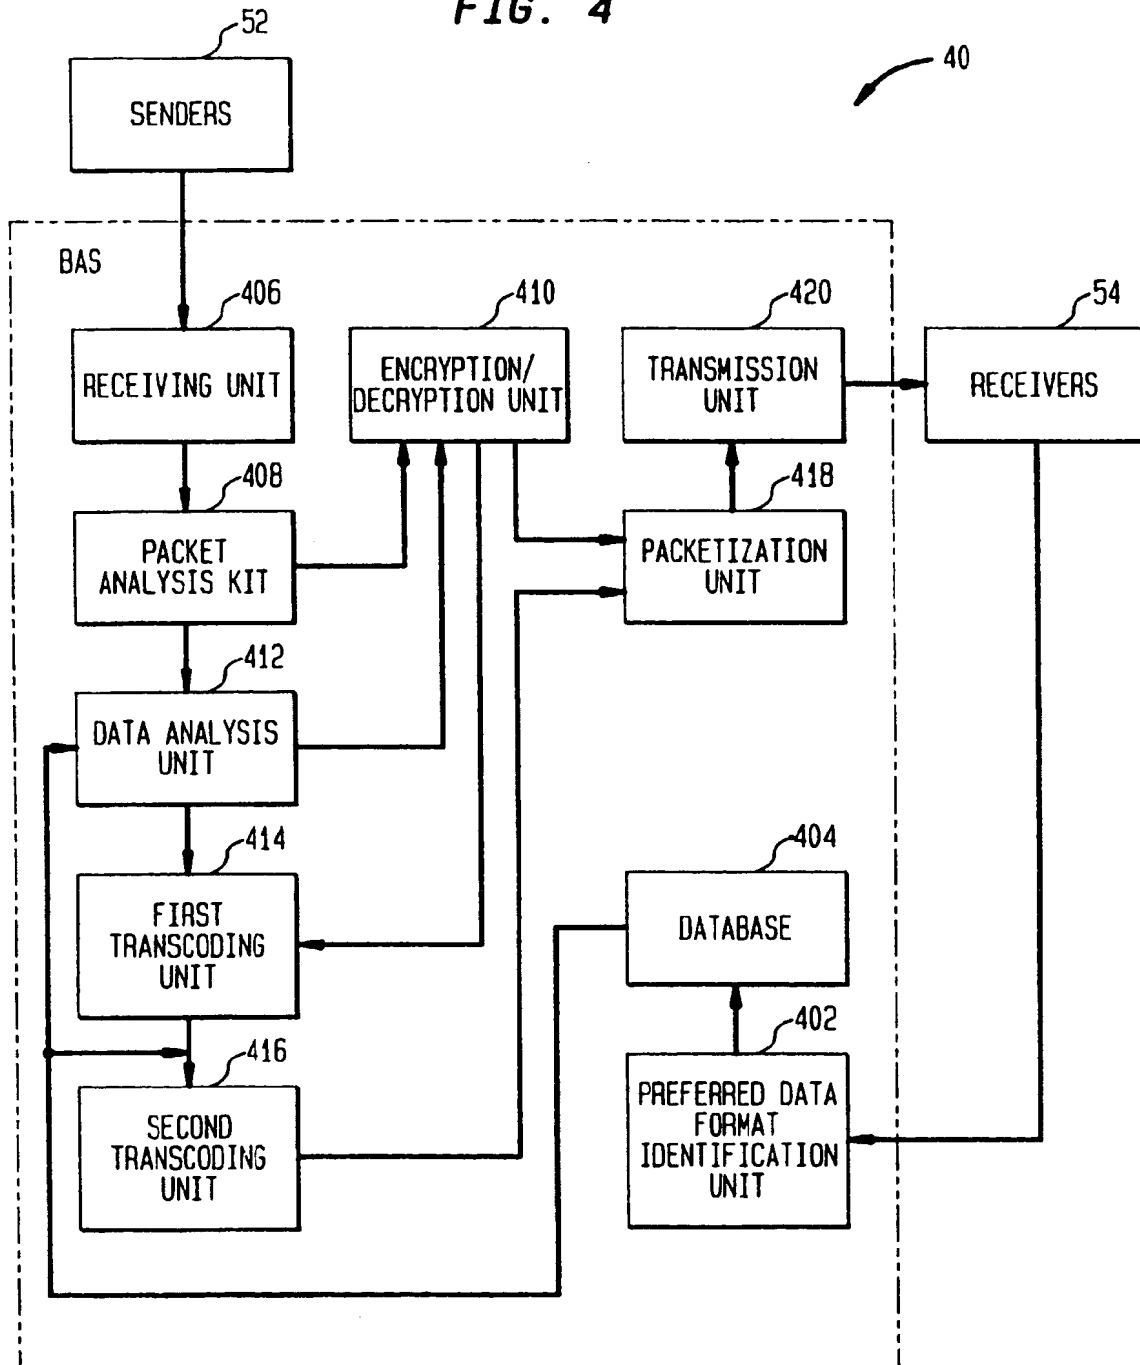 FIG. 4
52
40
SENDERS
BAS
406
410
420
54
RECEIVING UNIT
ENCRYPTION/
DECRYPTION UNIT
TRANSMISSION
UNIT
RECEIVERS
408
418
PACKET
ANALYSIS KIT
PACKETIZATION
UNIT
412
DATA ANALYSIS
UNIT
414
404
FIRST
TRANSCODING
UNIT
DATABASE
402
416
PREFERRED DATA
FORMAT
IDENTIFICATION
UNIT
SECOND
TRANSCODING
UNIT